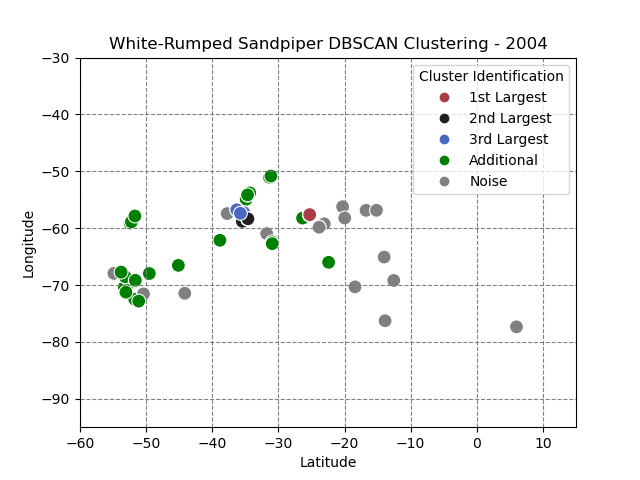 White-Rumped Sandpiper DBSCAN Clustering - 2004
Cluster Identification
1st Largest
2nd Largest
3rd Largest
Additional
Noise
Longitude
−30
−40
−50
−60
−70
−80
−90
−60
−50
−40
−30
−20
−10
0
10
Latitude